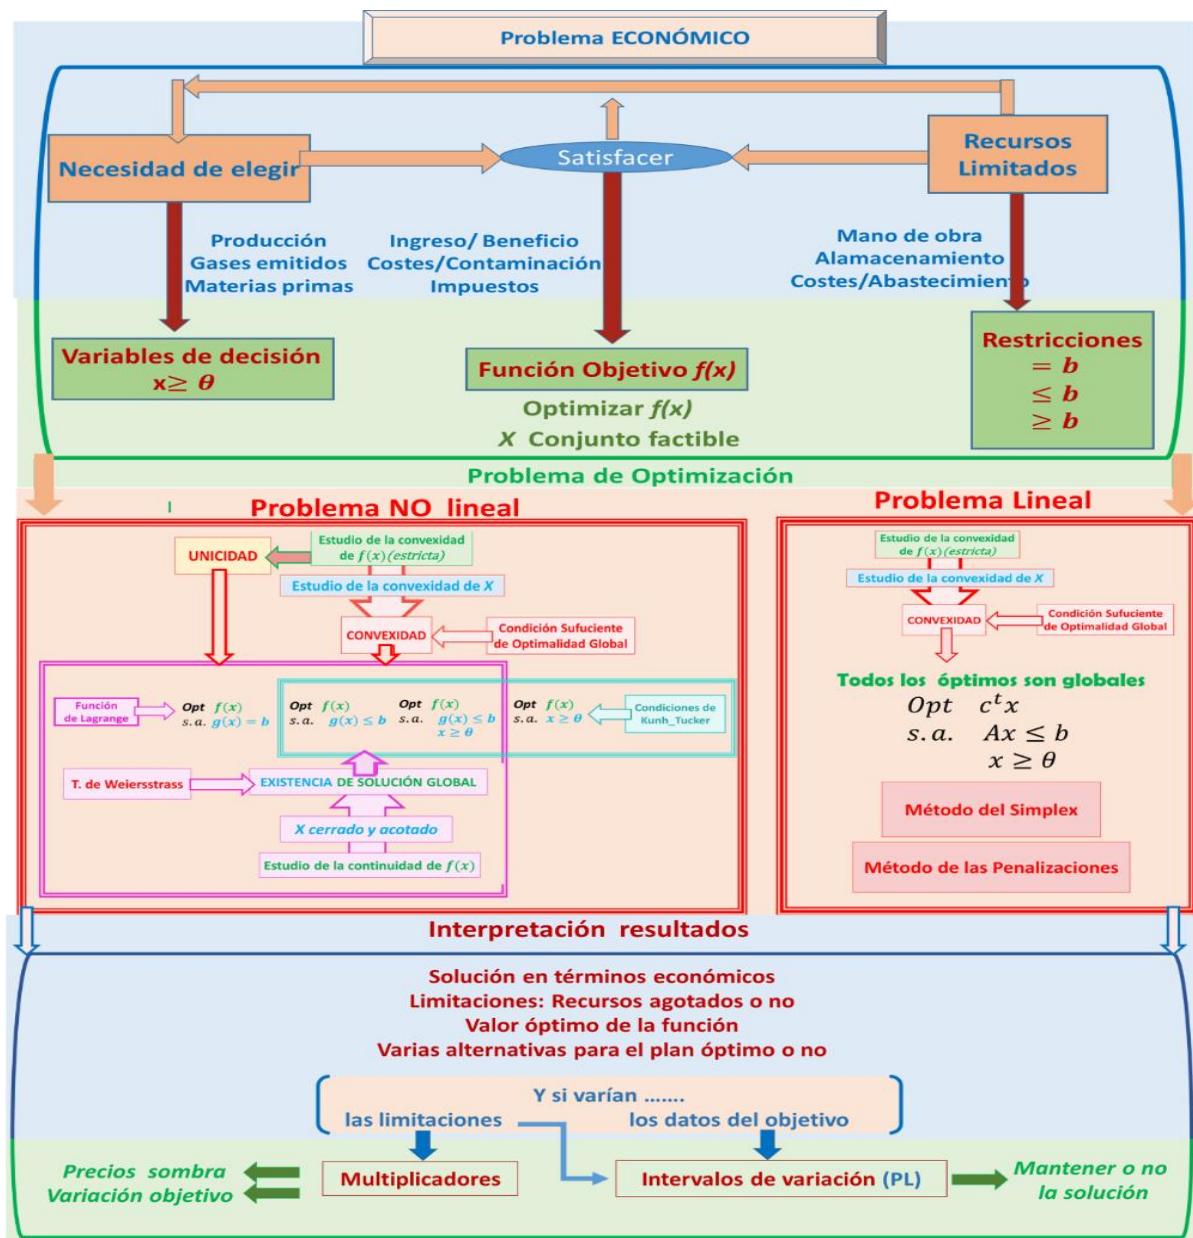 Problema ECONÓMICO
Necesidad de elegir
Satisfacer
Recursos
Limitados
Producción
Gases emitidos
Materias primas
Ingreso/ Beneficio
Costes/Contaminación
Impuestos
Mano de obra
Alamacenamiento
Costes/Abastecimiento
Variables de decisión
x≥ θ
Función Objetivo f(x)
Restricciones
= b
≤ b
≥ b
Optimizar f(x)
X Conjunto factible
Problema de Optimización
Problema NO lineal
UNICIDAD
Estudio de la convexidad
de f(x)(estricta)
Estudio de la convexidad de X
CONVEXIDAD
Condición Sufuciente
de Optimalidad Global
Función
de Lagrange
Opt f(x)
s.a. g(x) = b
Opt f(x)
s.a. g(x) ≤ b
Opt f(x)
s.a. g(x) ≤ b
x ≥ θ
Opt f(x)
s.a. x ≥ θ
Condiciones de
Kunh_Tucker
T. de Weiersstrass
EXISTENCIA DE SOLUCIÓN GLOBAL
X cerrado y acotado
Estudio de la continuidad de f(x)
Problema Lineal
Estudio de la convexidad
de f(x)(estricta)
Estudio de la convexidad de X
CONVEXIDAD
Condición Sufuciente
de Optimalidad Global
Todos los óptimos son globales
Opt cᵗx
s.a. Ax ≤ b
x ≥ θ
Método del Simplex
Método de las Penalizaciones
Interpretación resultados
Solución en términos económicos
Limitaciones: Recursos agotados o no
Valor óptimo de la función
Varias alternativas para el plan óptimo o no
Y si varían .......
las limitaciones
los datos del objetivo
Precios sombra
Variación objetivo
Multiplicadores
Intervalos de variación (PL)
Mantener o no
la solución